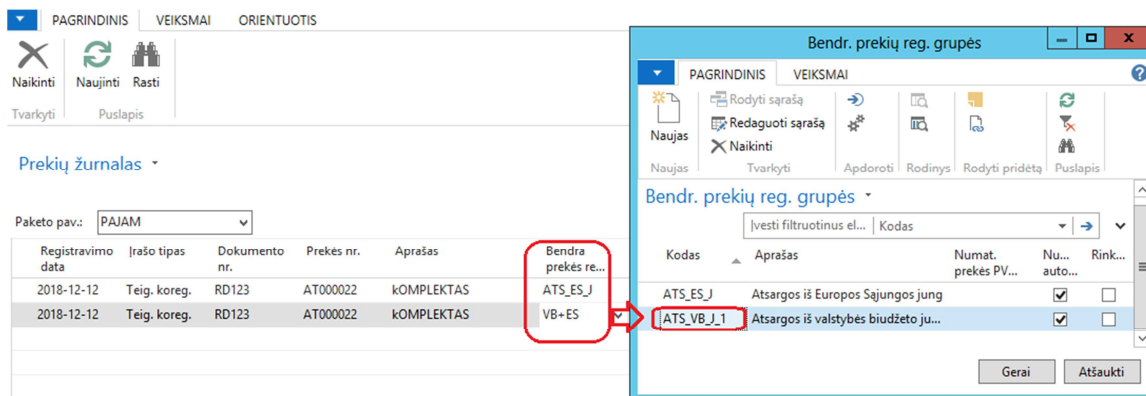 PAGRINDINIS VEIKSMAI ORIENTUOTIS
Naikinti Naujinti Rasti
Tvarkyti Puslapis
Prekių žurnalas
Paketo pav.: PAJAM
Registravimo data Įrašo tipas Dokumento nr. Prekės nr. Aprašas Bendra prekės re...
2018-12-12 Teig. koreg. RD123 AT000022 kOMPLEKTAS ATS_ES_J
2018-12-12 Teig. koreg. RD123 AT000022 kOMPLEKTAS VB+ES
Bendr. prekių reg. grupės
PAGRINDINIS VEIKSMAI
Naujas
Rodyti sąrašą
Redaguoti sąrašą
Naikinti
Naujas Tvarkyti Apdoroti Rodinys Rodyti pridėtą Puslapis
Bendr. prekių reg. grupės
Įvesti filtruotinus el... Kodas
Kodas Aprašas Numat. prekės PV... Nu... auto... Rink...
ATS_ES_J Atsargos iš Europos Sąjungos jung
ATS_VB_J_1 Atsargos iš valstybės biudžeto ju...
Gerai Atšaukti